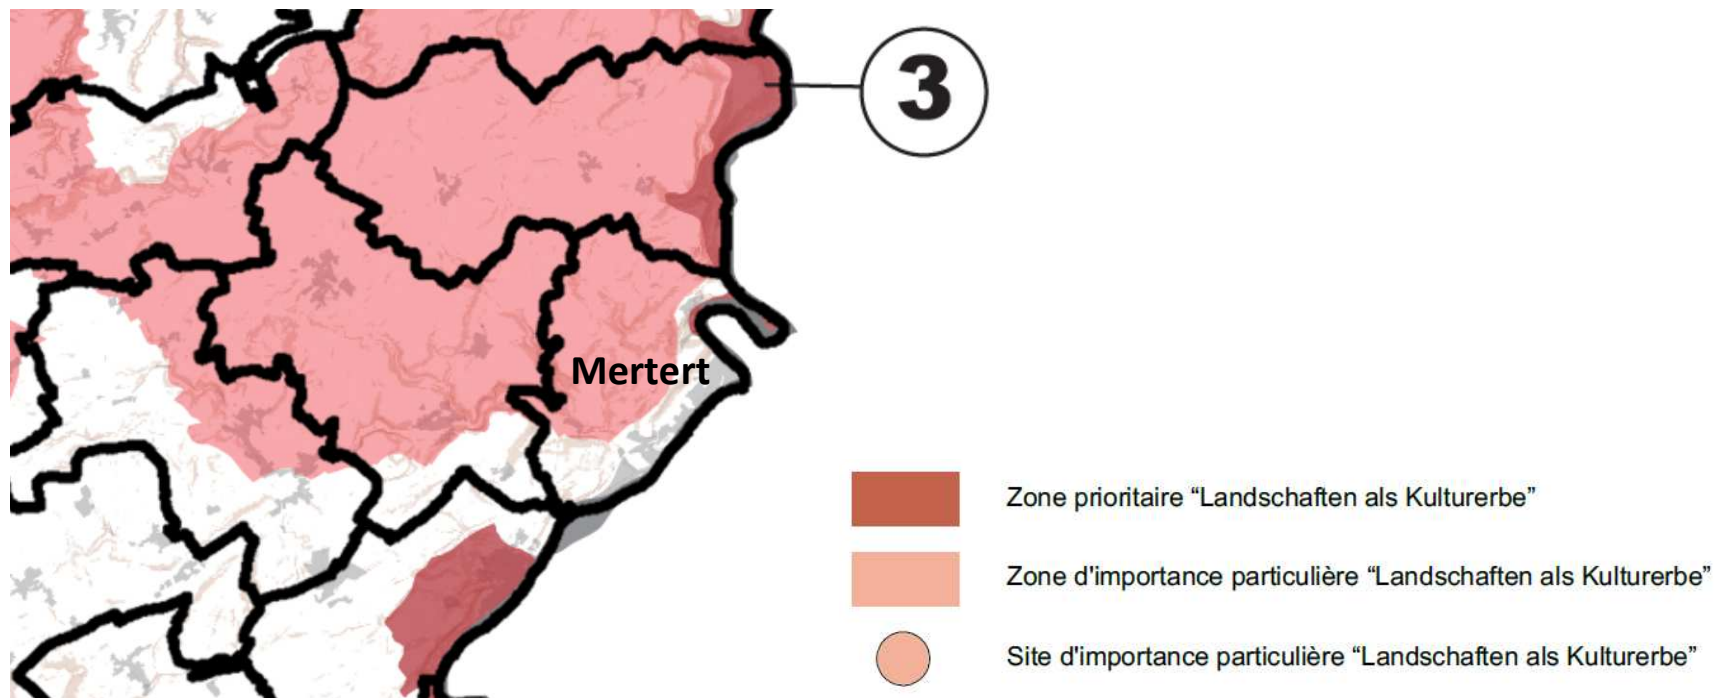 3
Mertert
Zone prioritaire “Landschaften als Kulturerbe”
Zone d'importance particulière “Landschaften als Kulturerbe”
Site d'importance particulière “Landschaften als Kulturerbe”